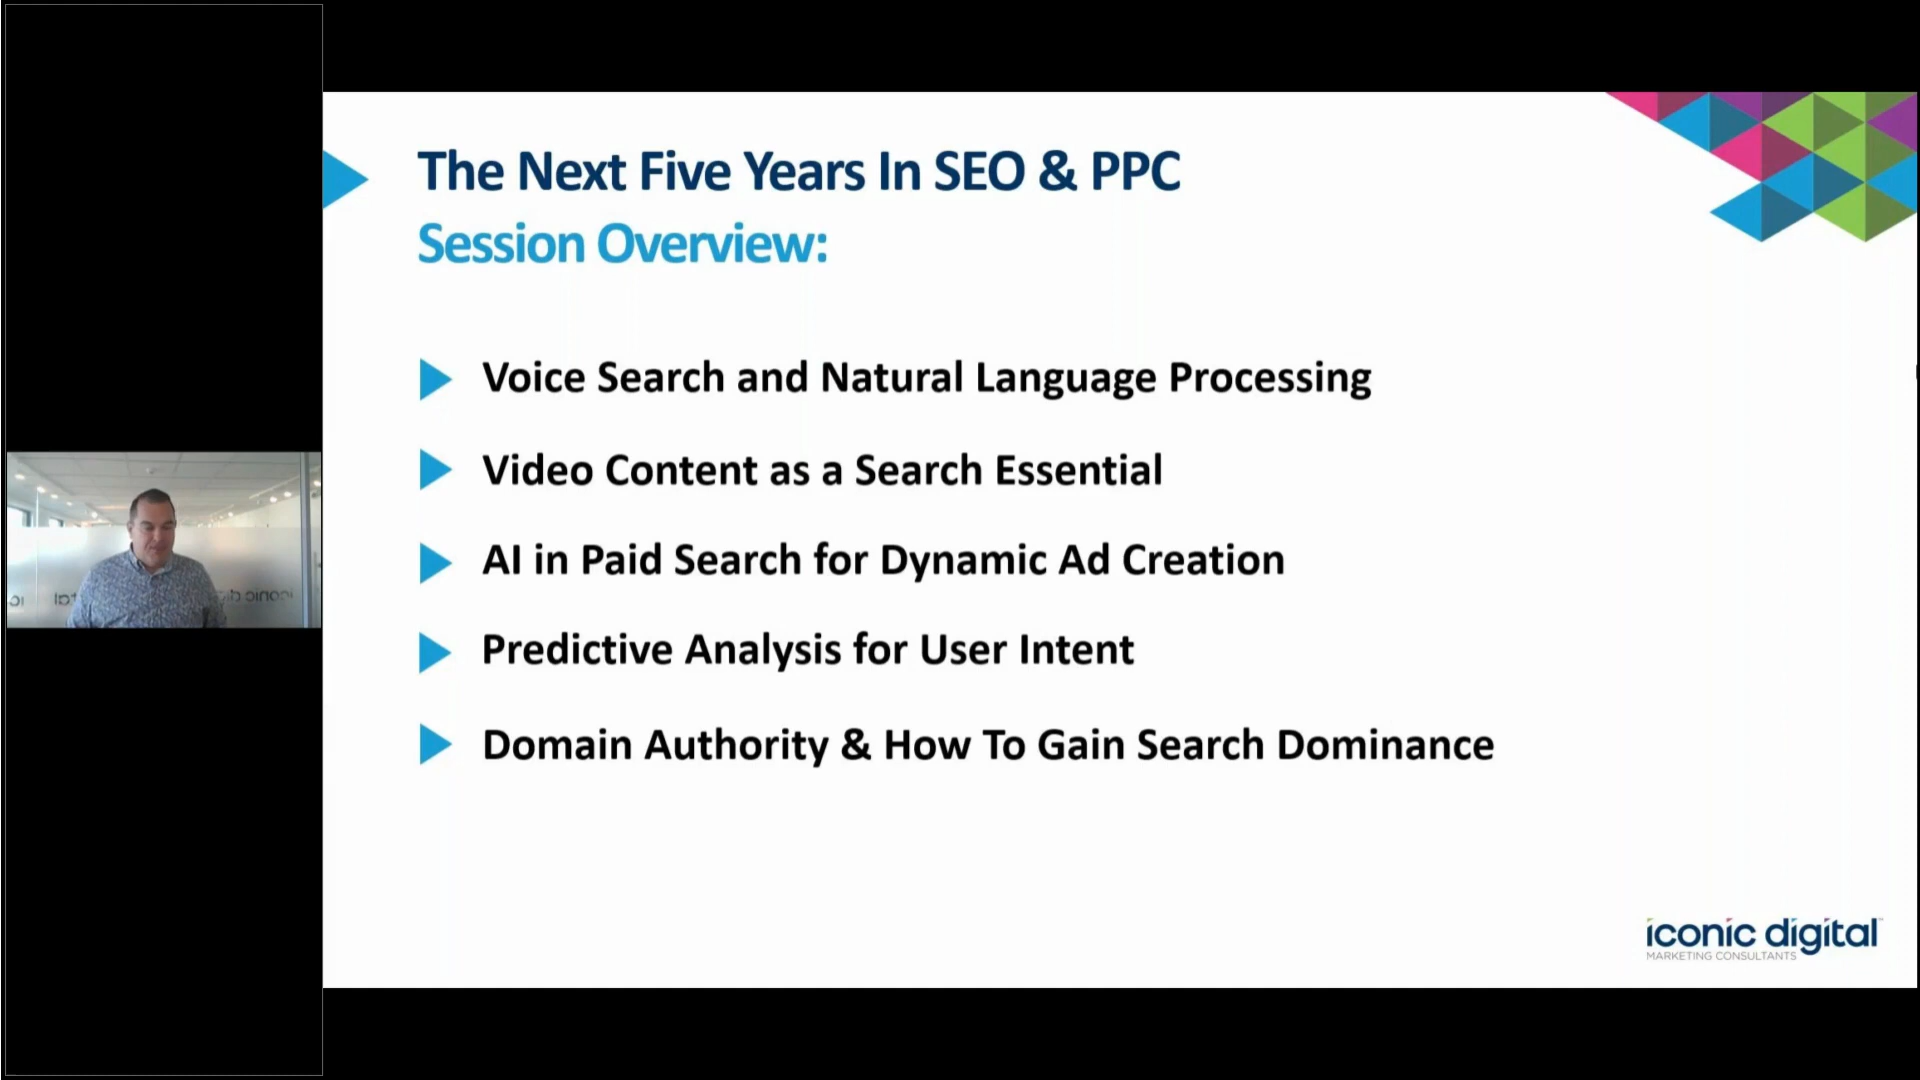 The Next Five Years In SEO & PPC
Session Overview:
Voice Search and Natural Language Processing
Video Content as a Search Essential
AI in Paid Search for Dynamic Ad Creation
Predictive Analysis for User Intent
Domain Authority & How To Gain Search Dominance
iconic digital
MARKETING CONSULTANTS